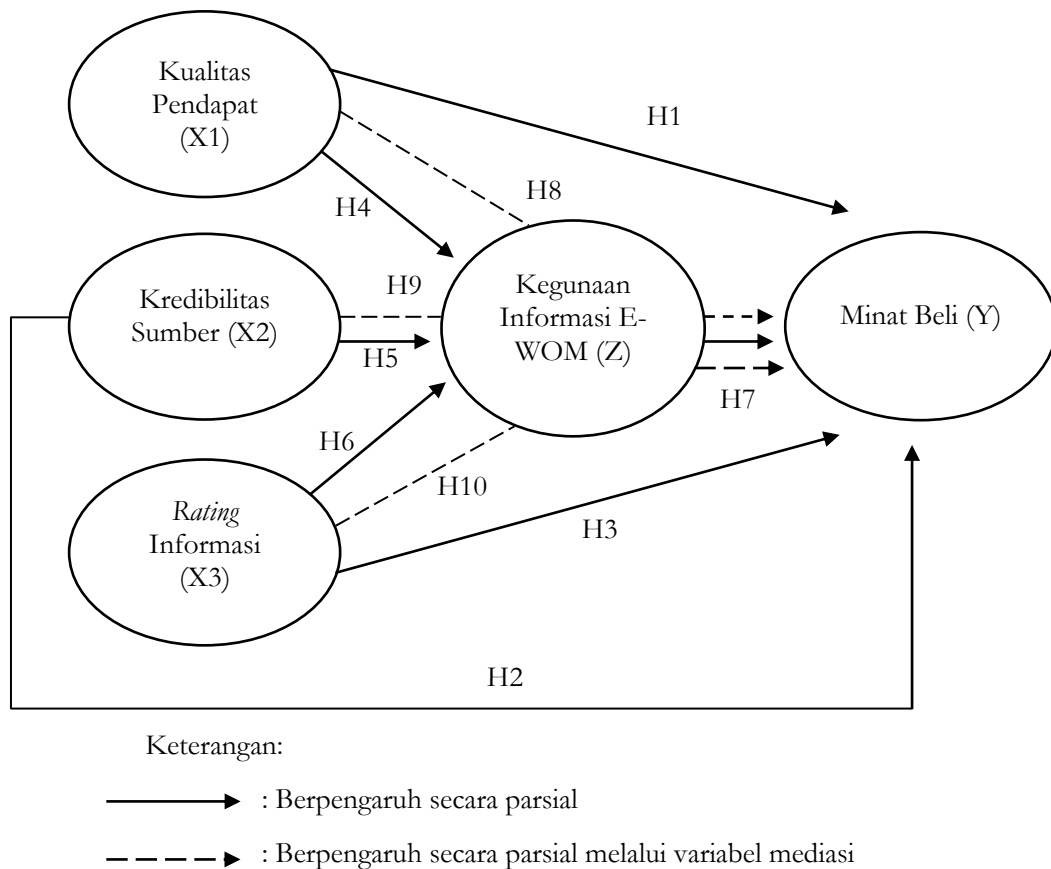 Kualitas
Pendapat
(X1)
H1
H8
H4
Kegunaan
Informasi E-
WOM (Z)
Kredibilitas
Sumber (X2)
H9
H5
Minat Beli (Y)
H7
H6
H10
Rating
Informasi
(X3)
H3
H2
Keterangan:
: Berpengaruh secara parsial
: Berpengaruh secara parsial melalui variabel mediasi